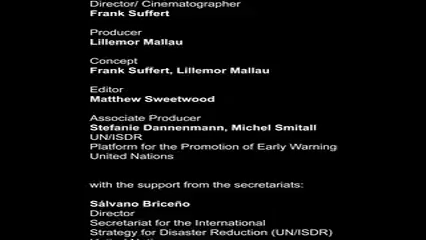 Director/ Cinematographer
Frank Suffert
Producer
Lillemor Mallau
Concept
Frank Suffert, Lillemor Mallau
Editor
Matthew Sweetwood
Associate Producer
Stefanie Dannenmann, Michel Smitall
UN/ISDR
Platform for the Promotion of Early Warning
United Nations
with the support from the secretariats:
Sálvano Briceño
Director
Secretariat for the International
Strategy for Disaster Reduction (UN/ISDR)
United Nations